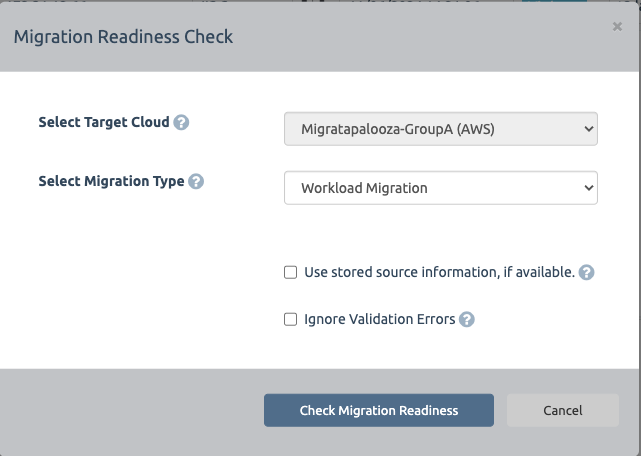 Migration Readiness Check
×
Select Target Cloud ?
Migratapalooza-GroupA (AWS)
Select Migration Type ?
Workload Migration
Use stored source information, if available. ?
Ignore Validation Errors ?
Check Migration Readiness
Cancel